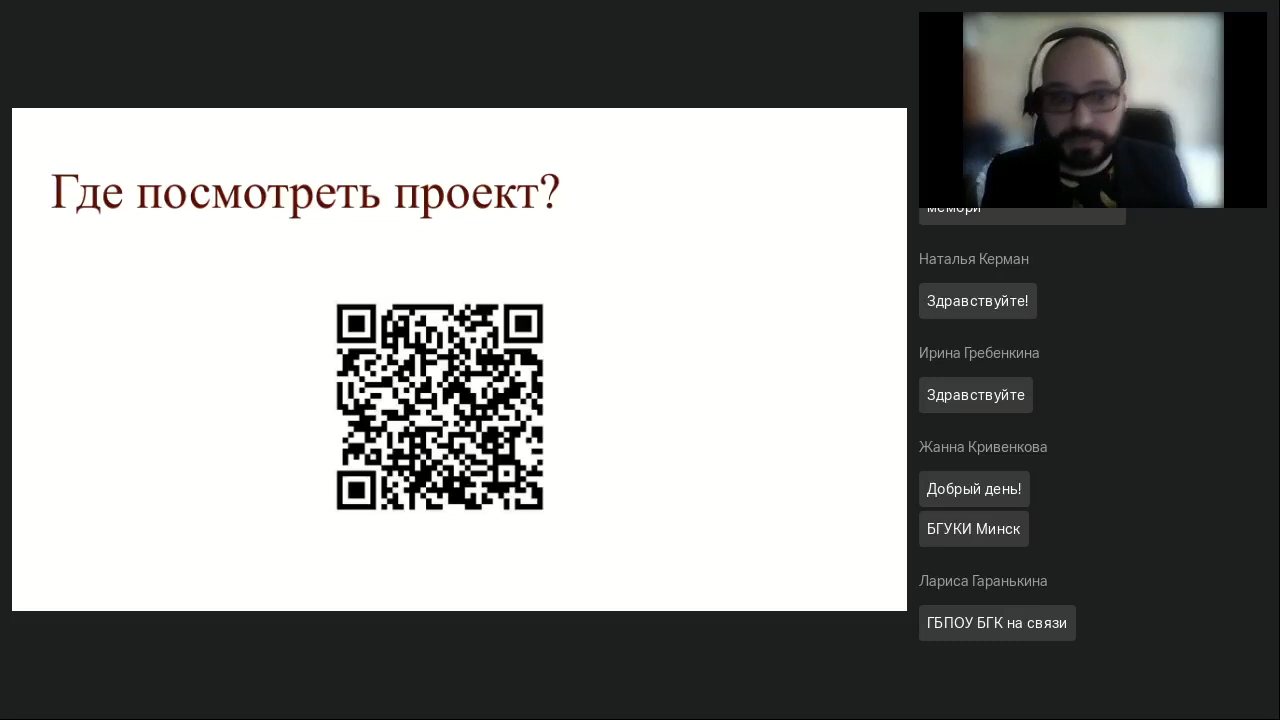 Где посмотреть проект?
мемори
Наталья Керман
Здравствуйте!
Ирина Гребенкина
Здравствуйте
Жанна Кривенкова
Добрый день!
БГУКИ Минск
Лариса Гаранькина
ГБПОУ БГК на связи